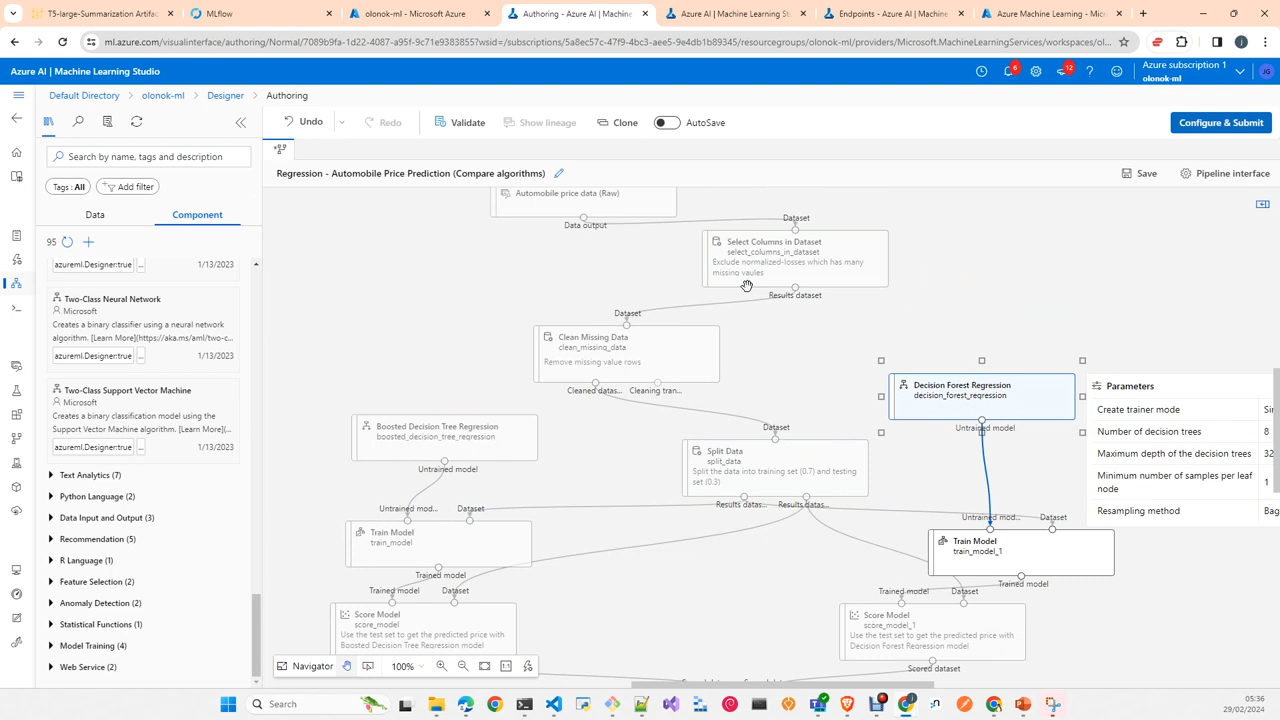 T5-large-Summarization Artifac
MLflow
olonok-ml - Microsoft Azure
Authoring - Azure AI | Machine
Azure AI | Machine Learning Stu
Endpoints - Azure AI | Machine
Azure Machine Learning - Micro
ml.azure.com/visualinterface/authoring/Normal/7089b9fa-1d22-4087-a95f-9c71e9383855?wsid=/subscriptions/5a8ec57c-47f9-4bc3-aee5-9e4db1b89345/resourcegroups/olonok-ml/providers/Microsoft.MachineLearningServices/workspaces/ol...
Azure AI | Machine Learning Studio
6
12
Azure subscription 1
olonok-ml
JG
Default Directory > olonok-ml > Designer > Authoring
Undo
Redo
Validate
Show lineage
Clone
AutoSave
Configure & Submit
Search by name, tags and description
Tags : All
Add filter
Data
Component
95
Regression - Automobile Price Prediction (Compare algorithms)
Save
Pipeline interface
azureml.Designer:true ... 1/13/2023
Two-Class Neural Network
Microsoft
Creates a binary classifier using a neural network
algorithm. [Learn More](https://aka.ms/aml/two-c...
azureml.Designer:true ... 1/13/2023
Two-Class Support Vector Machine
Microsoft
Creates a binary classification model using the
Support Vector Machine algorithm. [Learn More](...
azureml.Designer:true ... 1/13/2023
Text Analytics (7)
Python Language (2)
Data Input and Output (3)
Recommendation (5)
R Language (1)
Feature Selection (2)
Anomaly Detection (2)
Statistical Functions (1)
Model Training (4)
Web Service (2)
Automobile price data (Raw)
Data output
Dataset
Select Columns in Dataset
select_columns_in_dataset
Exclude normalized-losses which has many
missing vaules
Results dataset
Dataset
Clean Missing Data
clean_missing_data
Remove missing value rows
Cleaned datas...
Cleaning tran...
Boosted Decision Tree Regression
boosted_decision_tree_regression
Untrained model
Dataset
Split Data
split_data
Split the data into training set (0.7) and testing
set (0.3)
Results datas...
Results datas...
Decision Forest Regression
decision_forest_regression
Untrained model
Parameters
Create trainer mode Sir
Number of decision trees 8
Maximum depth of the decision trees 32
Minimum number of samples per leaf
node 1
Resampling method Bag
Untrained mod...
Dataset
Train Model
train_model
Trained model
Untrained mod...
Dataset
Train Model
train_model_1
Trained model
Trained model
Dataset
Score Model
score_model
Use the test set to get the predicted price with
Boosted Decision Tree Regression model
Trained model
Dataset
Score Model
score_model_1
Use the test set to get the predicted price with
Decision Forest Regression model
Scored dataset
Navigator
100%
Search
05:36
29/02/2024